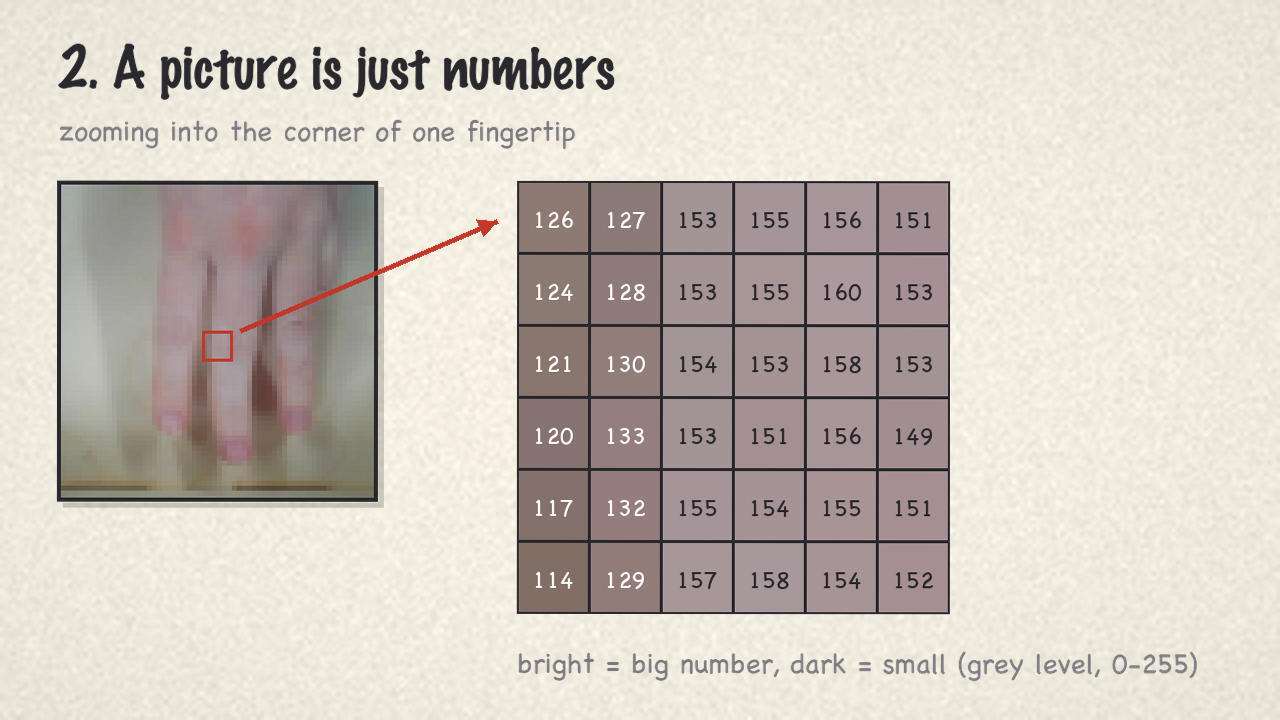 2. A picture is just numbers
zooming into the corner of one fingertip
126 127 153 155 156 151
124 128 153 155 160 153
121 130 154 153 158 153
120 133 153 151 156 149
117 132 155 154 155 151
114 129 157 158 154 152
bright = big number, dark = small (grey level, 0–255)